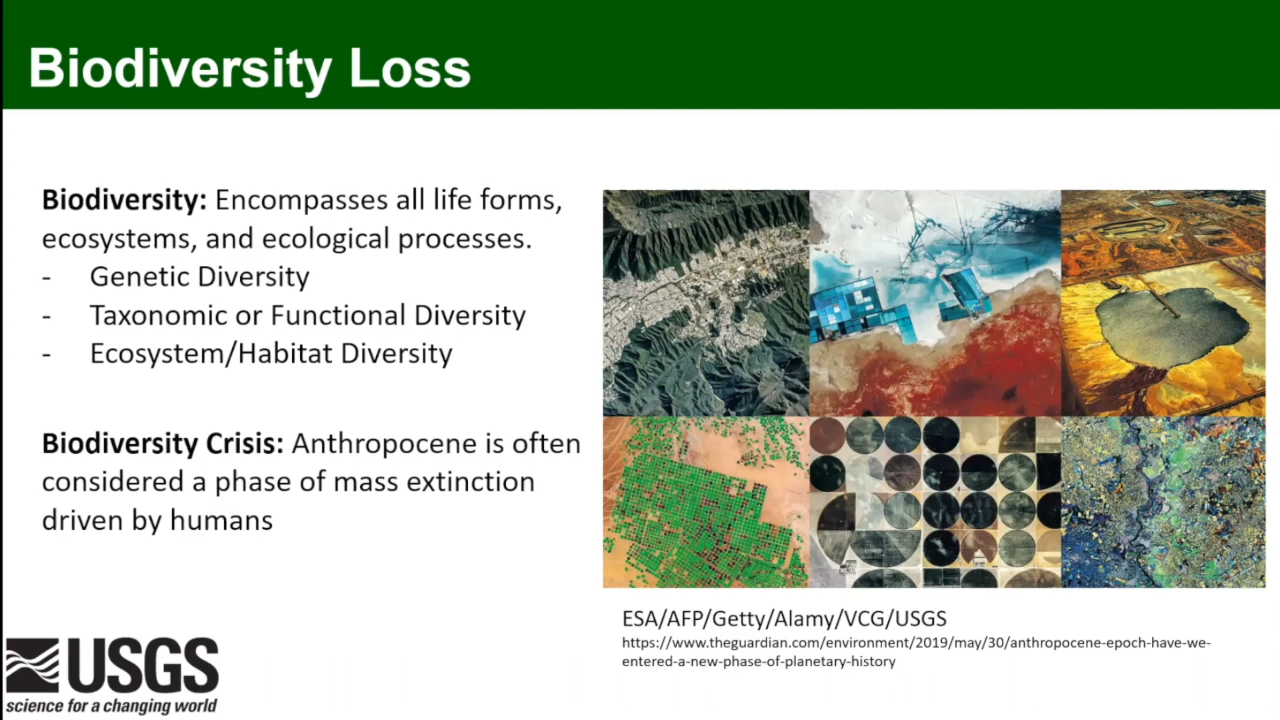 Biodiversity Loss
Biodiversity: Encompasses all life forms,
ecosystems, and ecological processes.
- Genetic Diversity
- Taxonomic or Functional Diversity
- Ecosystem/Habitat Diversity
Biodiversity Crisis: Anthropocene is often
considered a phase of mass extinction
driven by humans
ESA/AFP/Getty/Alamy/VCG/USGS
https://www.theguardian.com/environment/2019/may/30/anthropocene-epoch-have-we-
entered-a-new-phase-of-planetary-history
USGS
science for a changing world